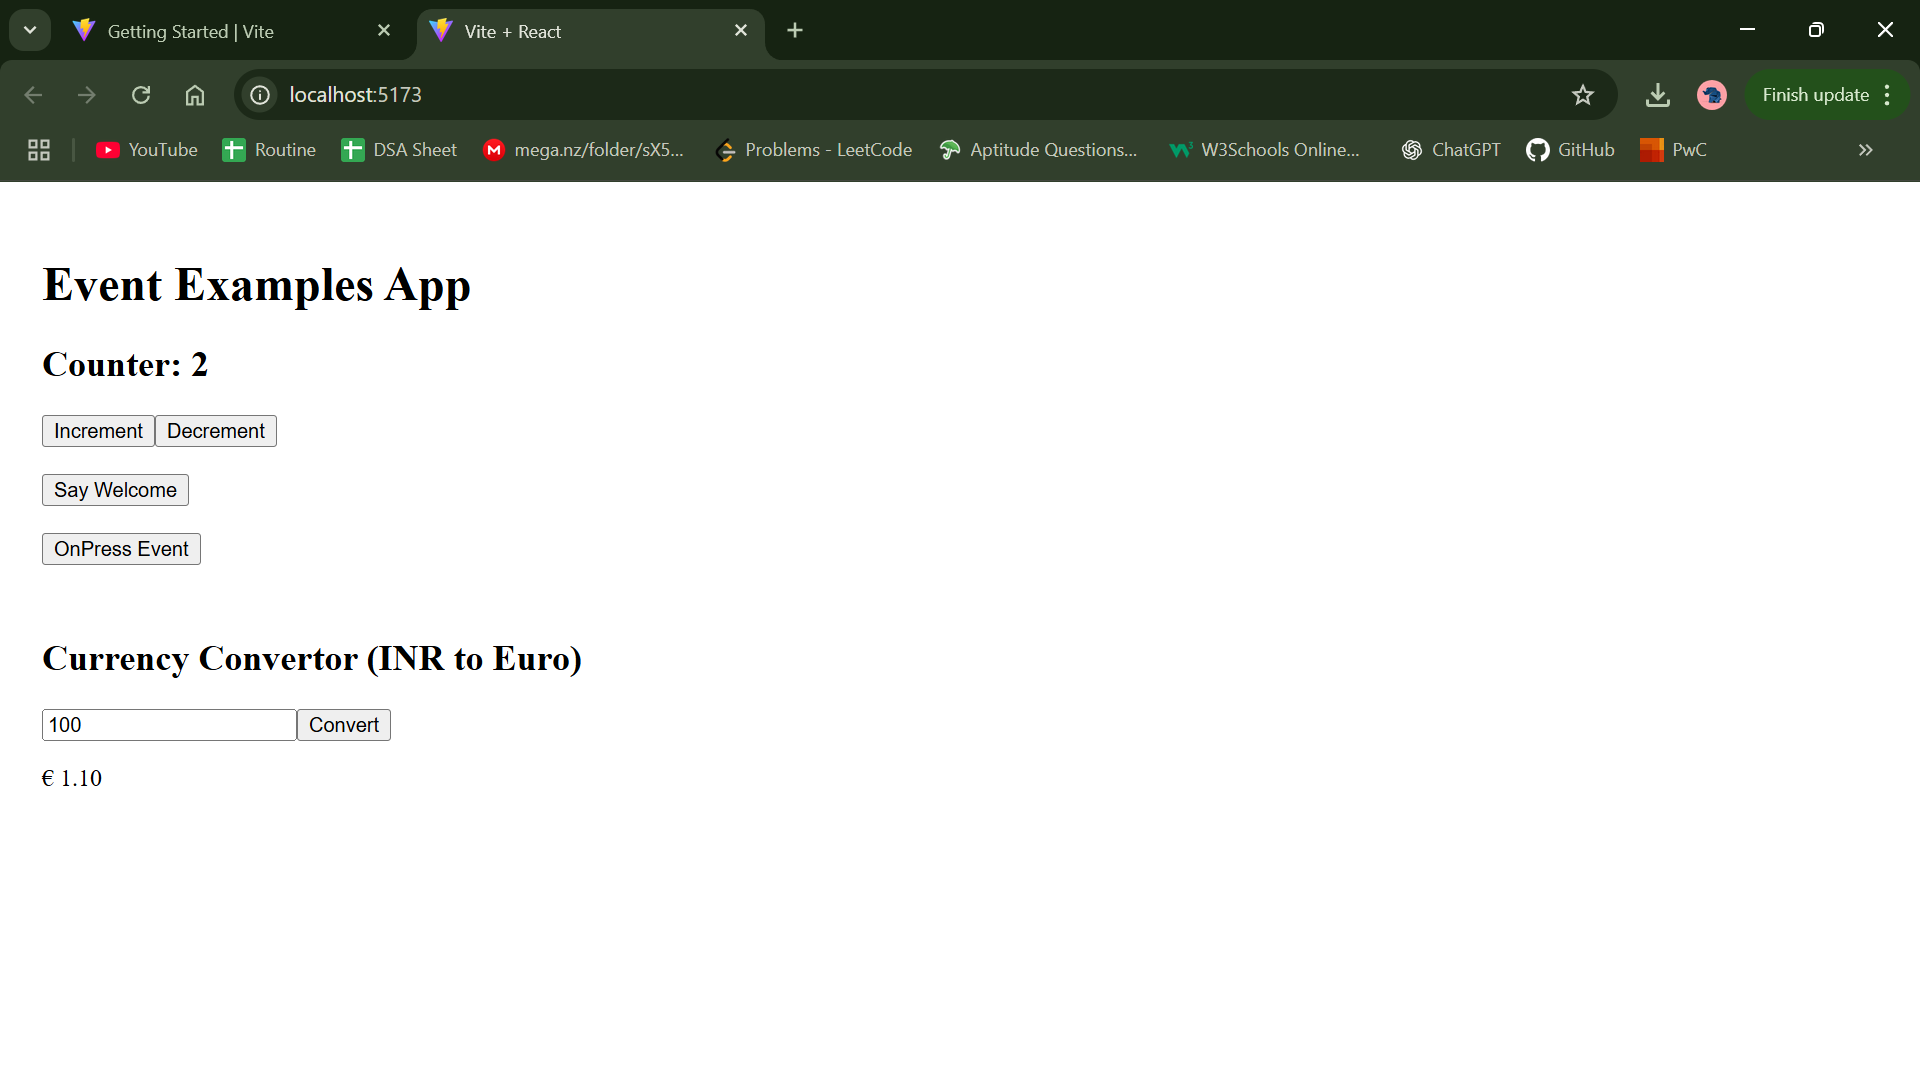 Getting Started | Vite
Vite + React
localhost:5173
Finish update
YouTube
Routine
DSA Sheet
mega.nz/folder/sX5...
Problems - LeetCode
Aptitude Questions...
W3Schools Online...
ChatGPT
GitHub
PwC
Event Examples App
Counter: 2
Increment Decrement
Say Welcome
OnPress Event
Currency Convertor (INR to Euro)
100 Convert
€ 1.10